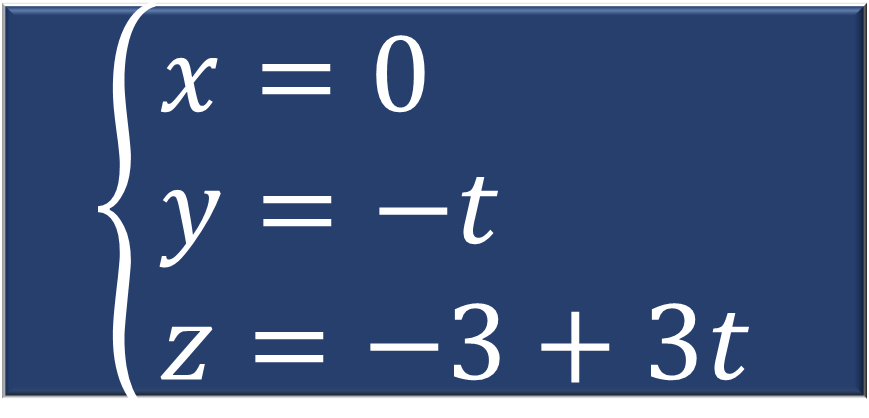 x = 0
y = −t
z = −3 + 3t